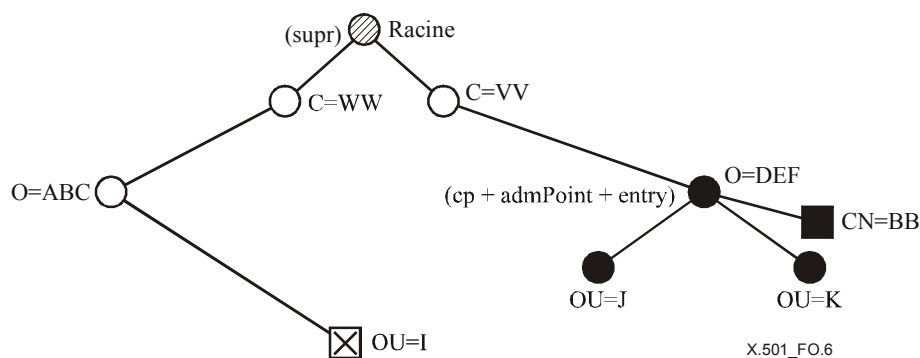 (supr) Racine
C=WW
C=VV
O=ABC
O=DEF
(cp + admPoint + entry)
CN=BB
OU=J
OU=K
OU=I
X.501_FO.6